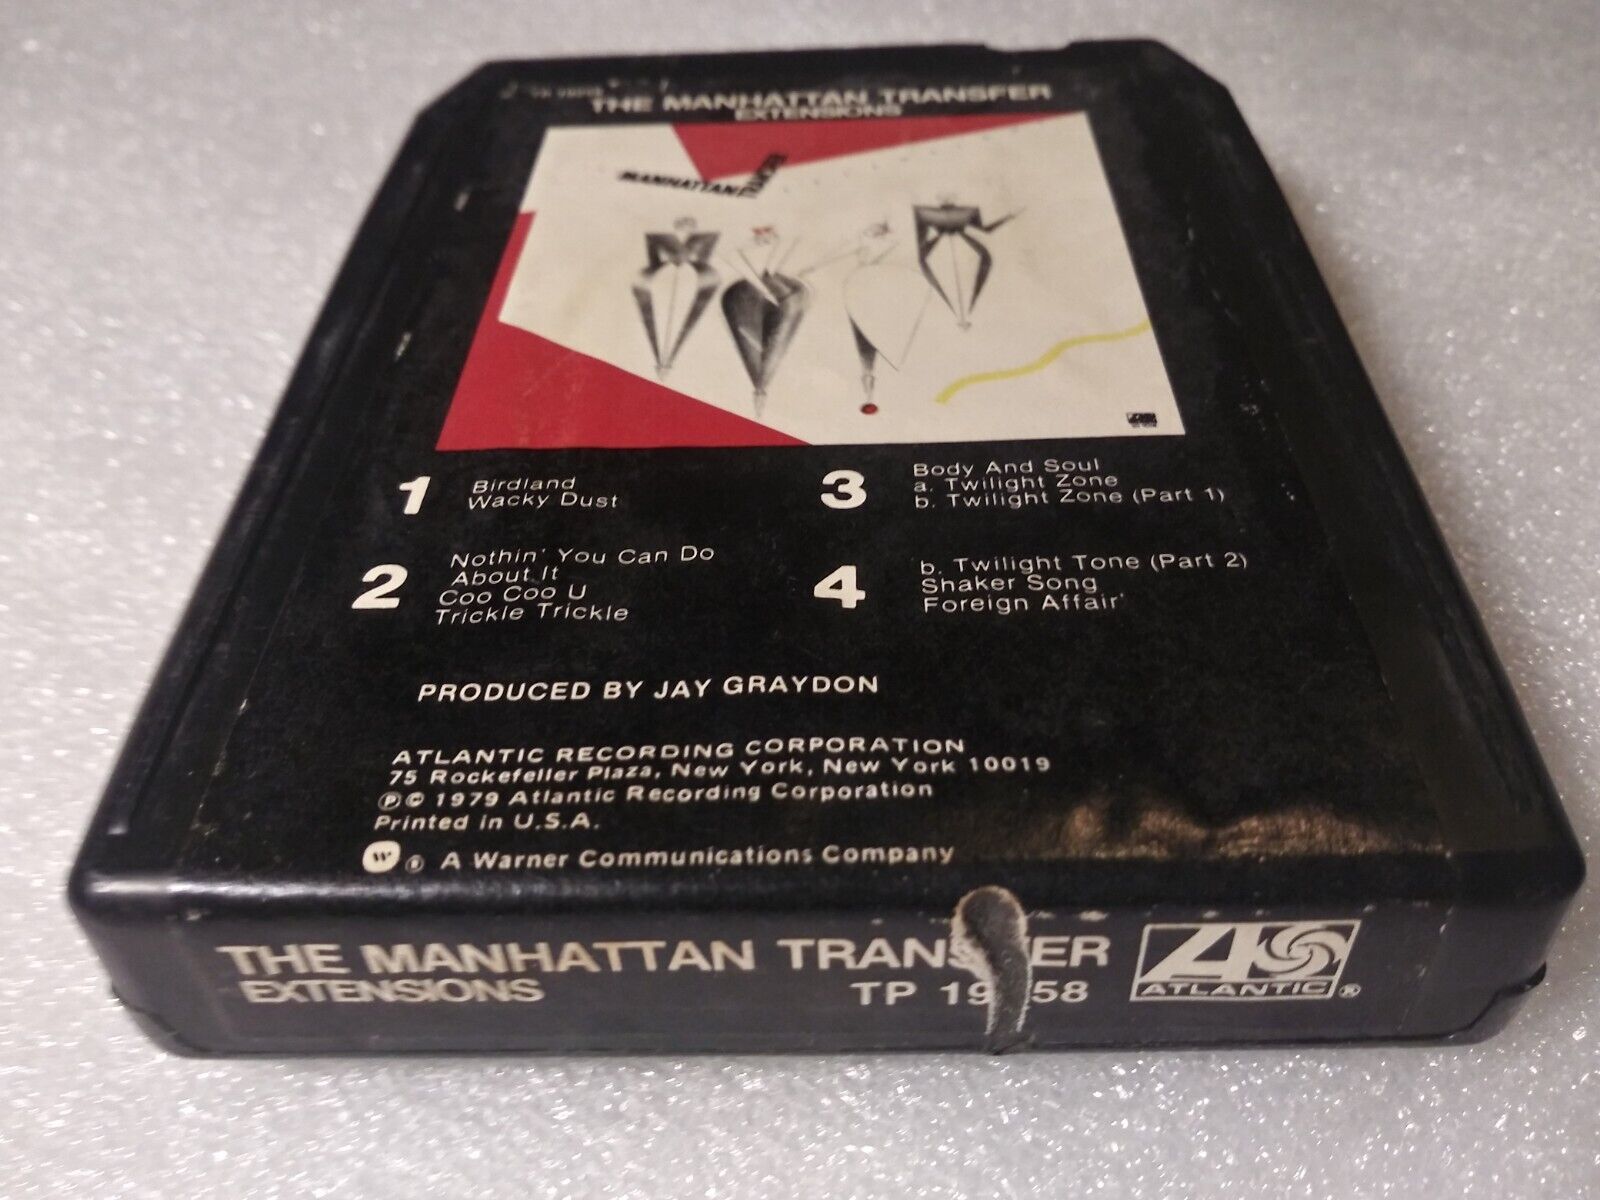 THE MANHATTAN TRANSFER
EXTENSIONS
MANHATTAN TRANSFER
1
Birdland
Wacky Dust
2
Nothin' You Can Do
About It
Coo Coo U
Trickle Trickle
3
Body And Soul
a. Twilight Zone
b. Twilight Zone (Part 1)
4
b. Twilight Tone (Part 2)
Shaker Song
Foreign Affair'
PRODUCED BY JAY GRAYDON
ATLANTIC RECORDING CORPORATION
75 Rockefeller Plaza, New York, New York 10019
℗© 1979 Atlantic Recording Corporation
Printed in U.S.A.
® A Warner Communications Company
THE MANHATTAN TRANSFER
EXTENSIONS
TP 19 58
ATLANTIC®